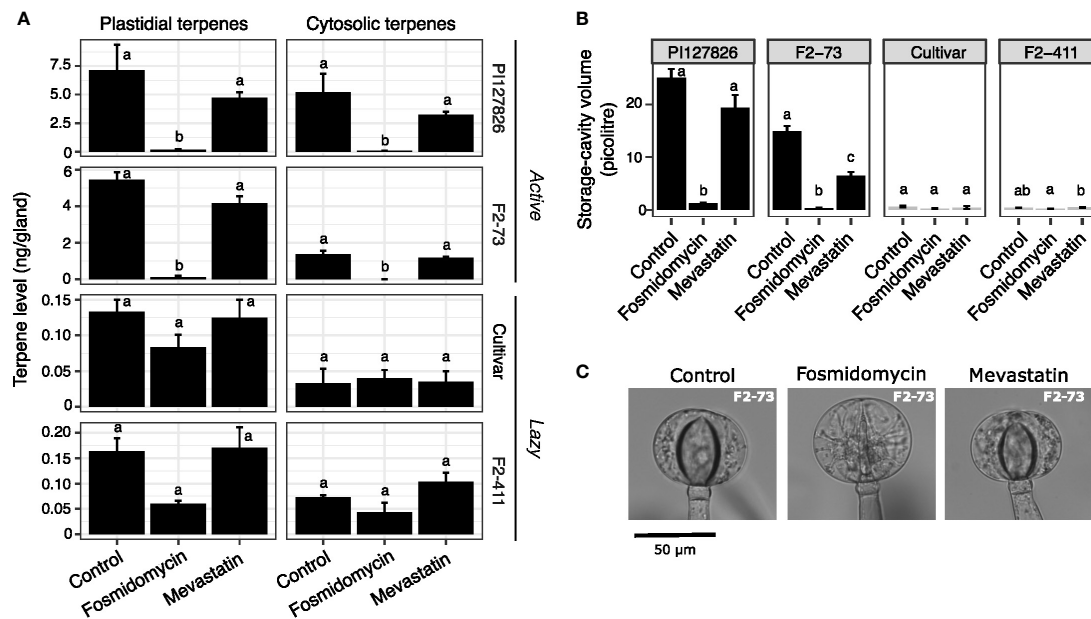 A
Plastidial terpenes
Cytosolic terpenes
Terpene level (ng/gland)
7.5
5.0
2.5
0
a
b
a
a
b
a
PI127826
6
4
2
0
a
b
a
a
b
a
F2-73
Active
0.15
0.10
0.05
0
a
a
a
a
a
a
Cultivar
0.20
0.15
0.10
0.05
0
a
a
a
a
a
a
F2-411
Lazy
Control
Fosmidomycin
Mevastatin
Control
Fosmidomycin
Mevastatin
B
PI127826
F2–73
Cultivar
F2–411
Storage-cavity volume
(picolitre)
20
10
0
a
b
a
a
b
c
a
a
a
ab
a
b
Control
Fosmidomycin
Mevastatin
Control
Fosmidomycin
Mevastatin
Control
Fosmidomycin
Mevastatin
Control
Fosmidomycin
Mevastatin
C
Control
Fosmidomycin
Mevastatin
F2-73
F2-73
F2-73
50 µm